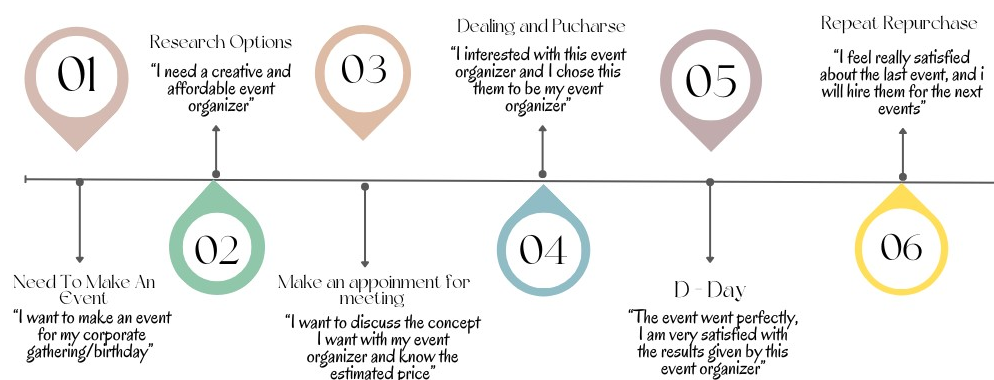 01
Need To Make An
Event
"I want to make an event
for my corporate
gathering/birthday"
Research Options
"I need a creative and
affordable event
organizer"
02
03
Make an appoinment for
meeting
"I want to discuss the concept
I want with my event
organizer and know the
estimated price"
Dealing and Pucharse
"I interested with this event
organizer and I chose this
them to be my event
organizer"
04
05
D - Day
"The event went perfectly,
I am very satisfied with
the results given by this
event organizer"
Repeat Repurchase
"I feel really satisfied
about the last event, and i
will hire them for the next
events"
06